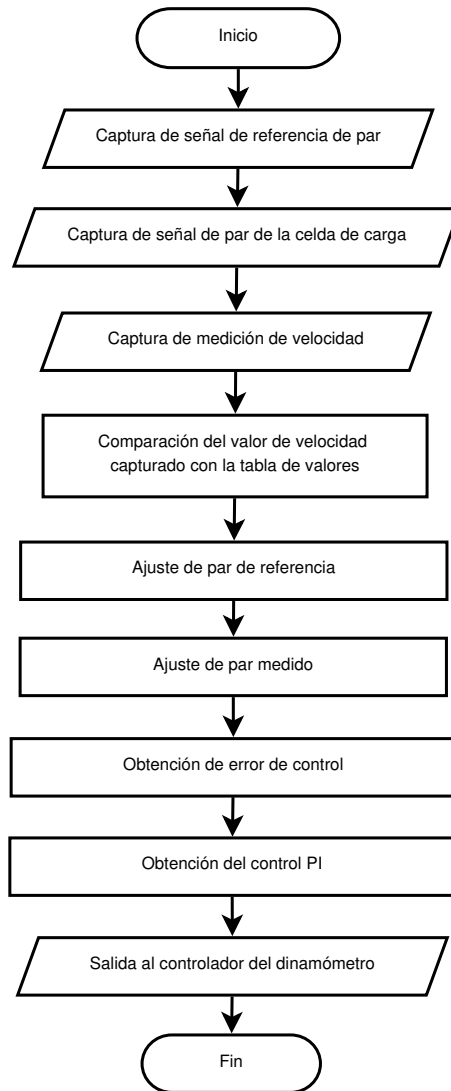 Inicio
Captura de señal de referencia de par
Captura de señal de par de la celda de carga
Captura de medición de velocidad
Comparación del valor de velocidad
capturado con la tabla de valores
Ajuste de par de referencia
Ajuste de par medido
Obtención de error de control
Obtención del control PI
Salida al controlador del dinamómetro
Fin